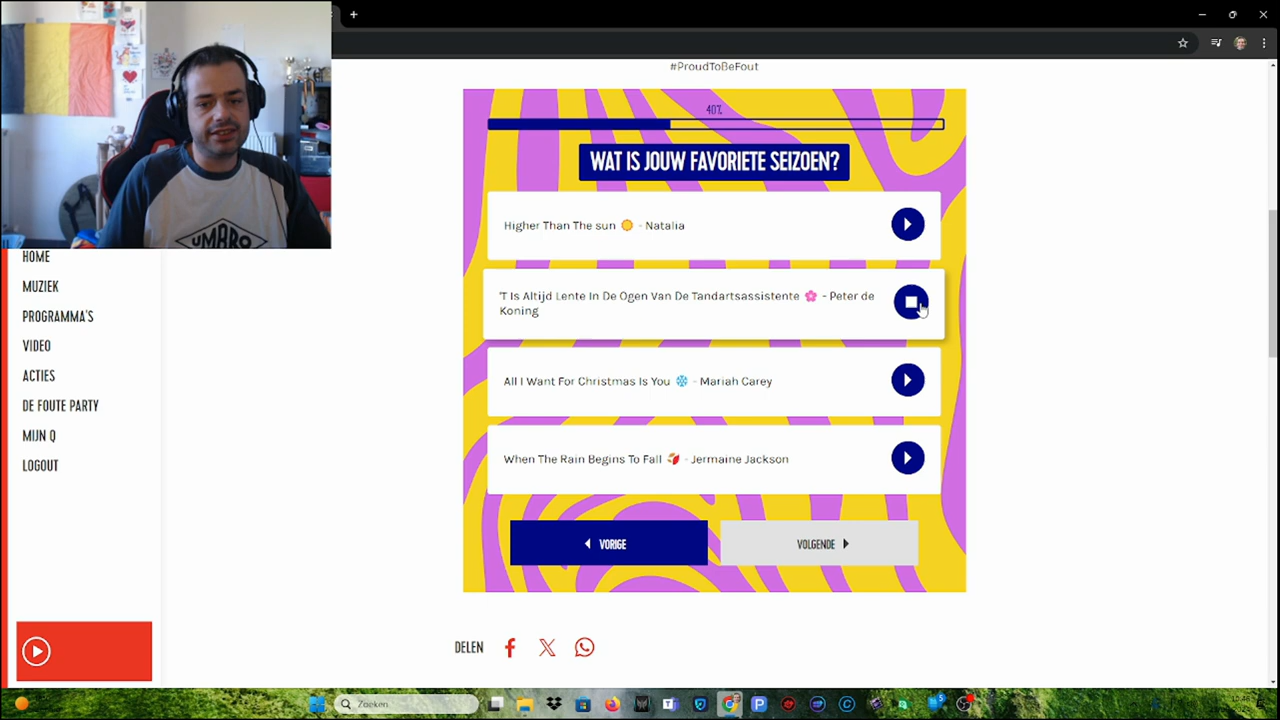 #ProudToBeFout
40%
WAT IS JOUW FAVORIETE SEIZOEN?
Higher Than The sun ☀️ - Natalia
'T Is Altijd Lente In De Ogen Van De Tandartsassistente 🌸 - Peter de
Koning
All I Want For Christmas Is You ❄️ - Mariah Carey
When The Rain Begins To Fall 🍂 - Jermaine Jackson
VORIGE
VOLGENDE
DELEN
UMBRO
HOME
MUZIEK
PROGRAMMA'S
VIDEO
ACTIES
DE FOUTE PARTY
MIJN Q
LOGOUT
Zoeken